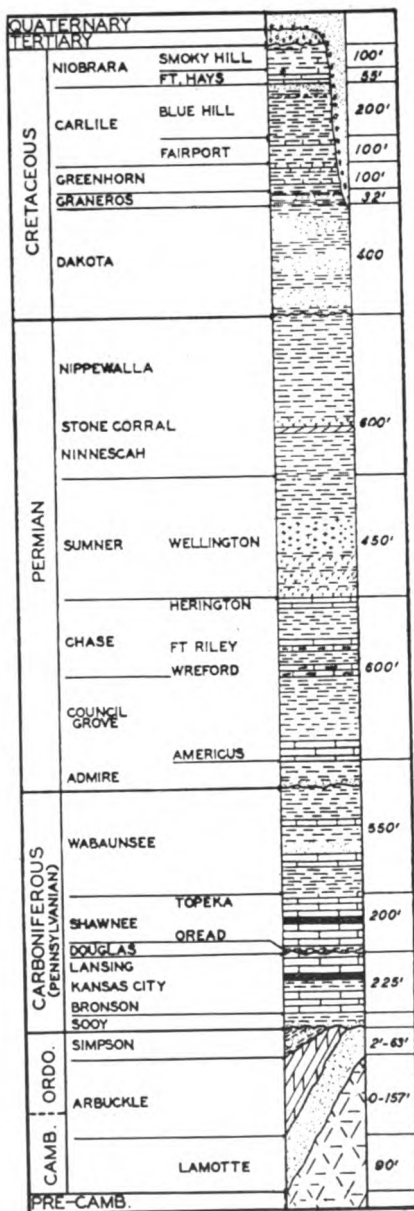 QUATERNARY
TERTIARY
NIOBRARA SMOKY HILL 100'
FT. HAYS 55'
CRETACEOUS
CARLILE BLUE HILL 200'
FAIRPORT 100'
GREENHORN 100'
GRANEROS 32'
DAKOTA 400
PERMIAN
NIPPEWALLA
STONE CORRAL 600'
NINNESCAH
SUMNER WELLINGTON 450'
HERINGTON
CHASE FT RILEY
WREFORD 600'
COUNCIL
GROVE
AMERICUS
ADMIRE
CARBONIFEROUS
(PENNSYLVANIAN)
WABAUNSEE 550'
TOPEKA
SHAWNEE 200'
OREAD
DOUGLAS
LANSING
KANSAS CITY 225'
BRONSON
SOOY
ORDO.
SIMPSON 2'-63'
ARBUCKLE 0-157'
CAMB.
LAMOTTE 90'
PRE-CAMB.